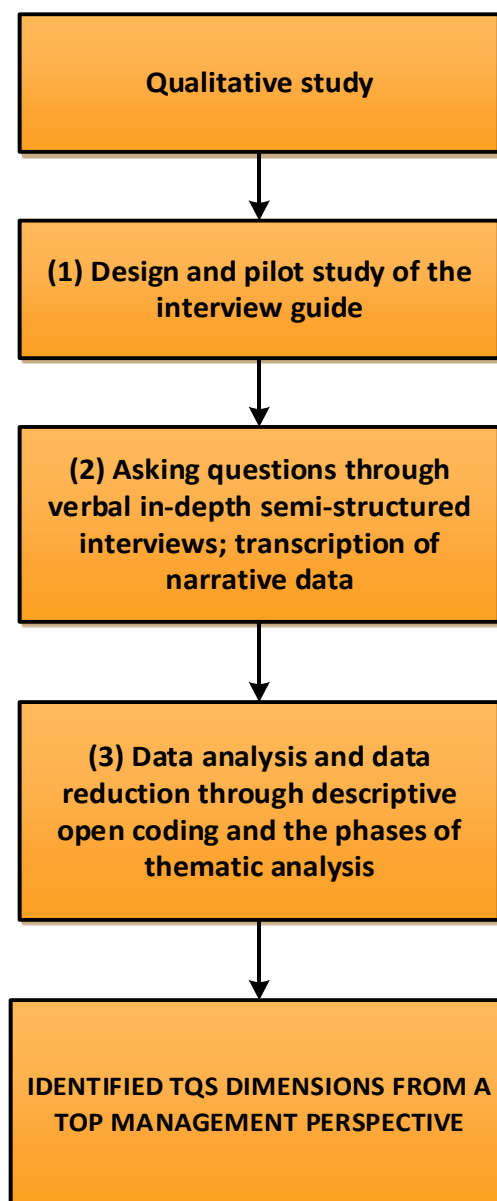 Qualitative study
(1) Design and pilot study of the
interview guide
(2) Asking questions through
verbal in-depth semi-structured
interviews; transcription of
narrative data
(3) Data analysis and data
reduction through descriptive
open coding and the phases of
thematic analysis
IDENTIFIED TQS DIMENSIONS FROM A
TOP MANAGEMENT PERSPECTIVE